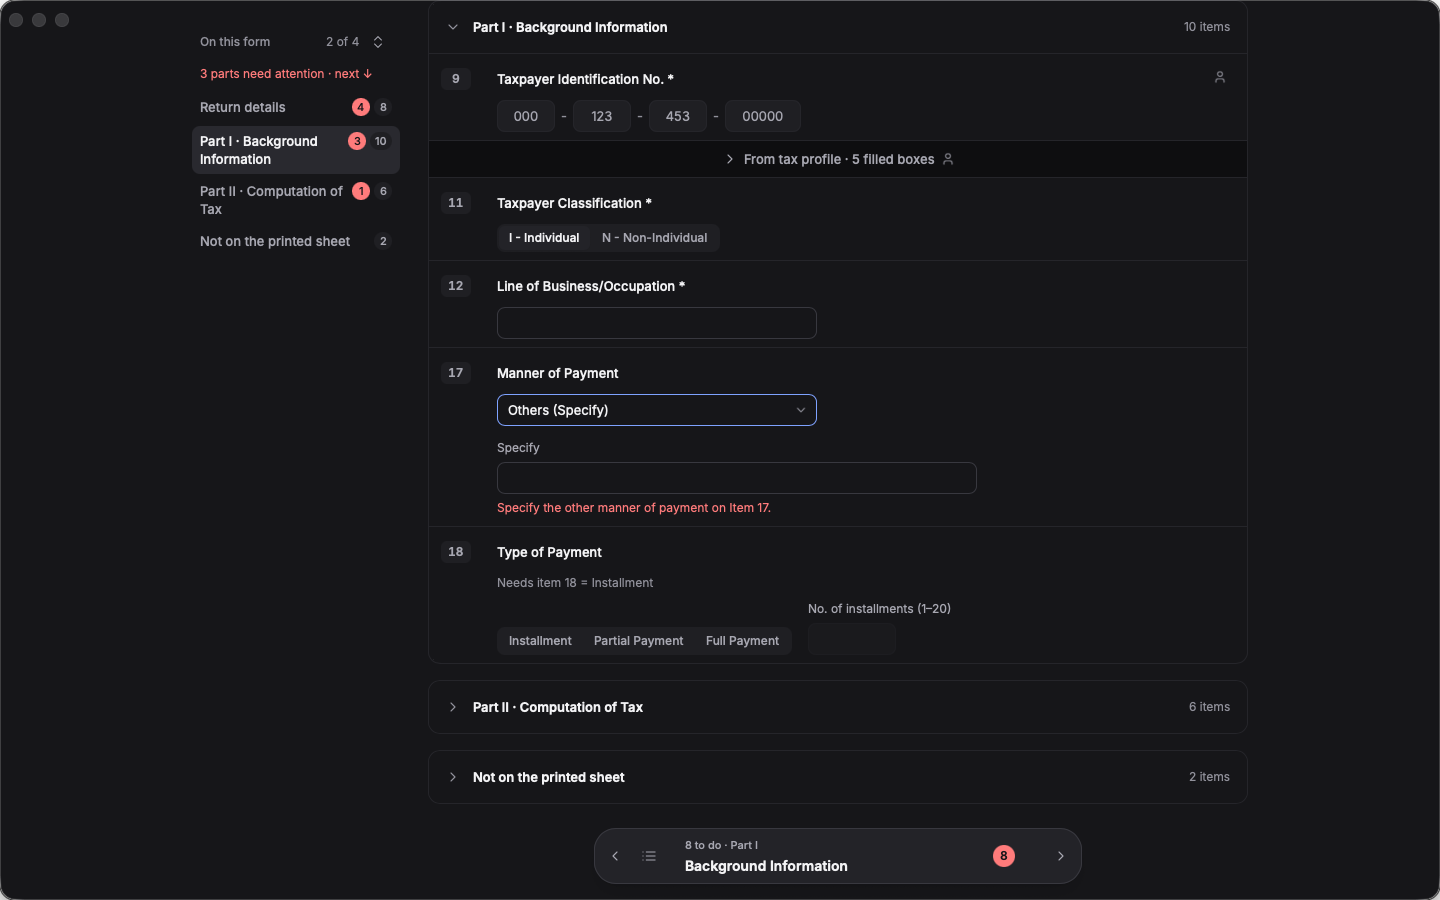 On this form
2 of 4
3 parts need attention · next ↓
Return details
4
8
Part I · Background
Information
3
10
Part II · Computation of
Tax
1
6
Not on the printed sheet
2
Part I · Background Information
10 items
9
Taxpayer Identification No. *
000 - 123 - 453 - 00000
From tax profile · 5 filled boxes
11
Taxpayer Classification *
I - Individual
N - Non-Individual
12
Line of Business/Occupation *
17
Manner of Payment
Others (Specify)
Specify
Specify the other manner of payment on Item 17.
18
Type of Payment
Needs item 18 = Installment
No. of installments (1–20)
Installment
Partial Payment
Full Payment
Part II · Computation of Tax
6 items
Not on the printed sheet
2 items
8 to do · Part I
Background Information
8